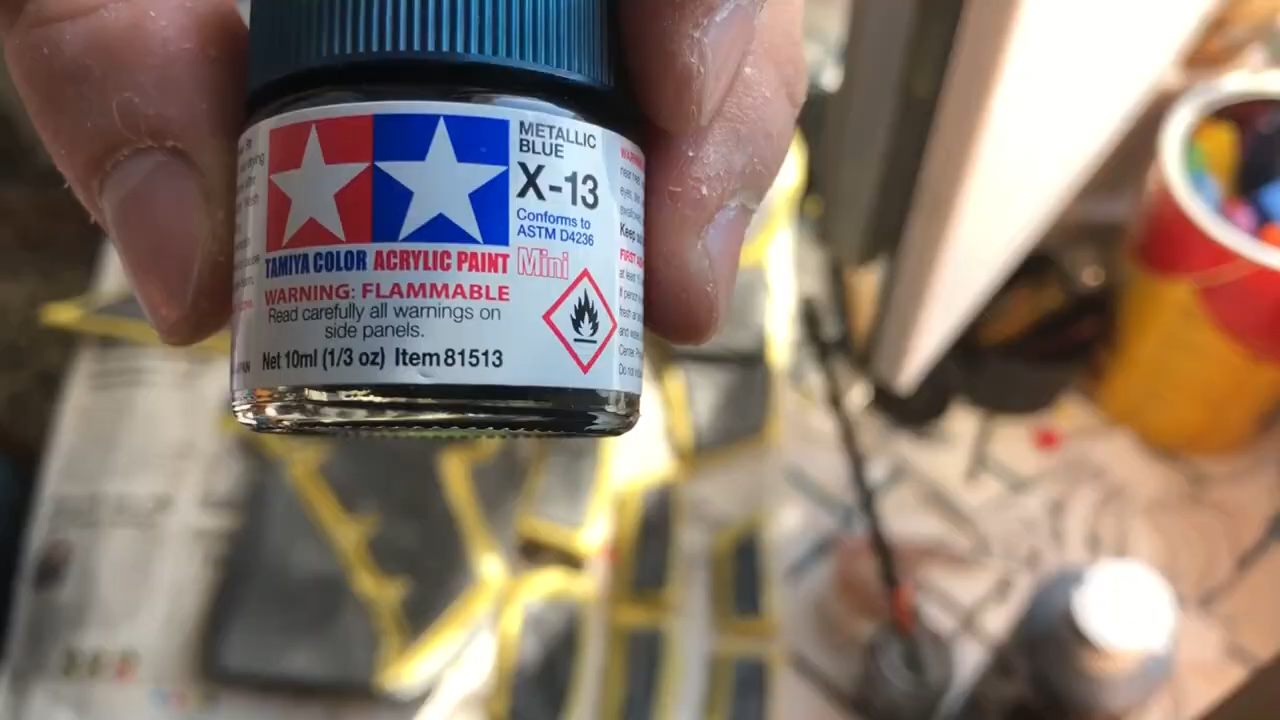 METALLIC
BLUE
X-13
Conforms to
ASTM D4236
TAMIYA COLOR ACRYLIC PAINT Mini
WARNING: FLAMMABLE
Read carefully all warnings on
side panels.
Net 10ml (1/3 oz) Item 81513